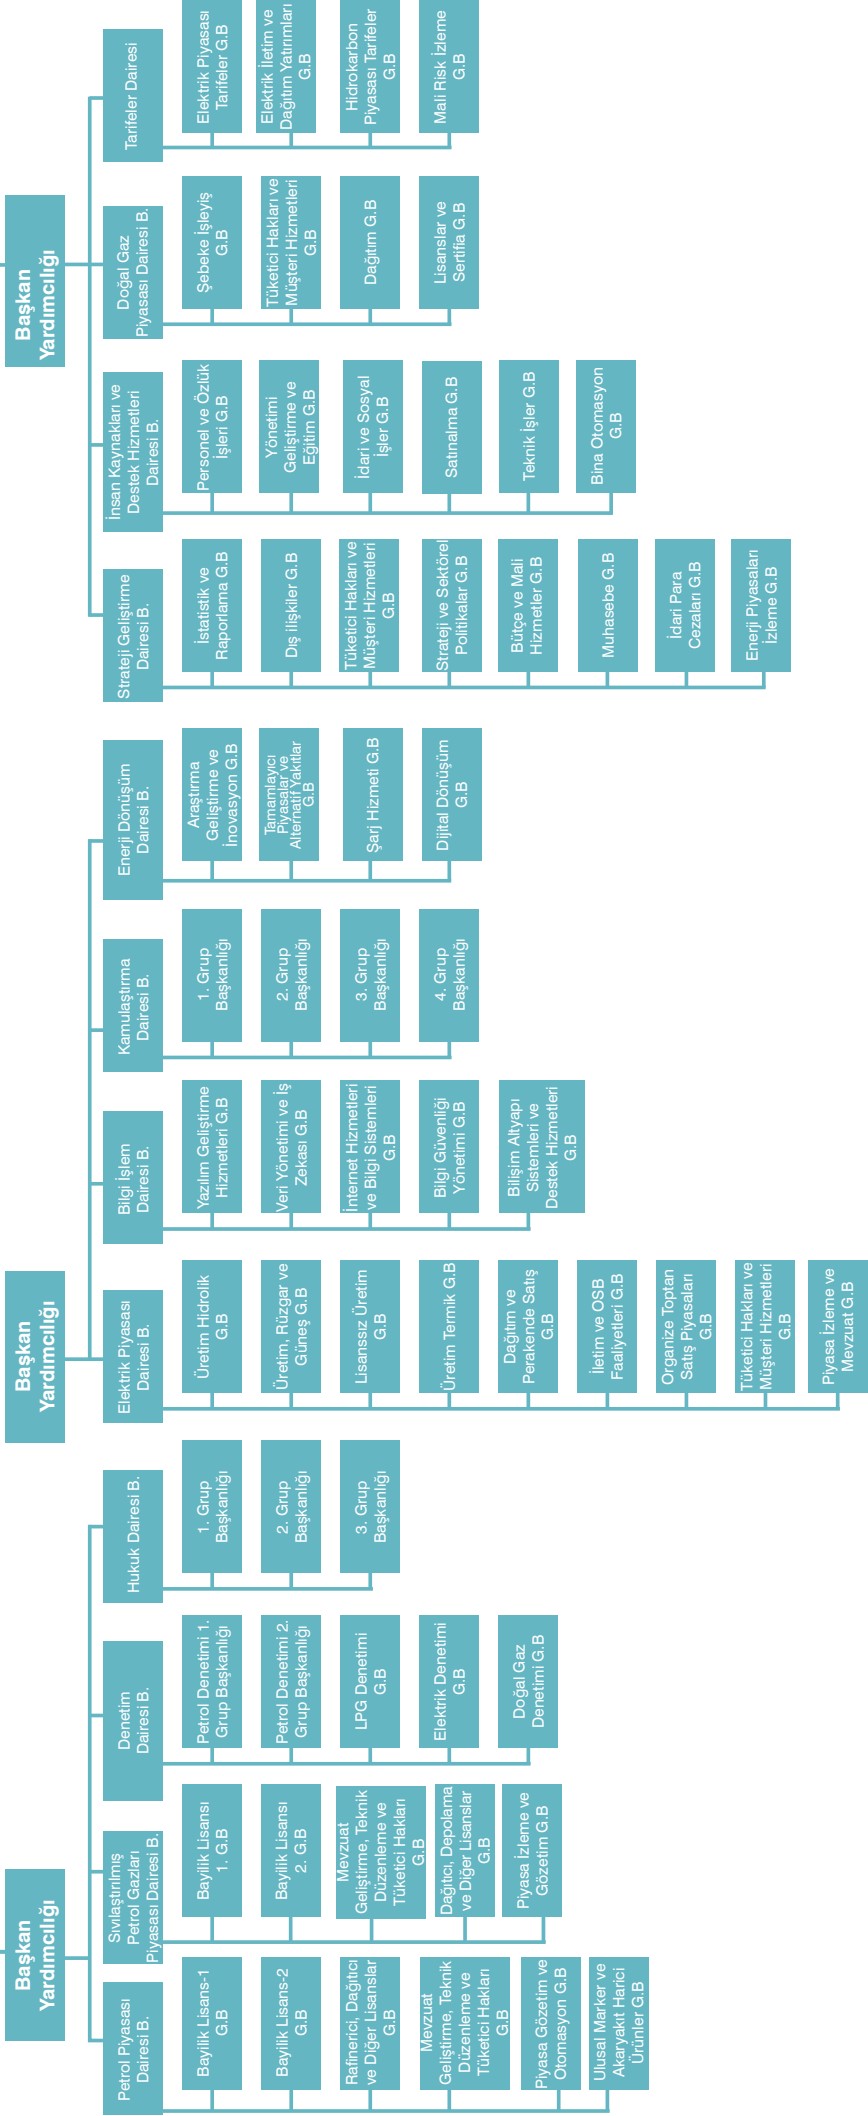 Başkan
Yardımcılığı
Petrol Piyasası
Dairesi B.
Bayilik Lisans-1
G.B
Bayilik Lisans-2
G.B
Rafinerici, Dağıtıcı
ve Diğer Lisanslar
G.B
Mevzuat
Geliştirme, Teknik
Düzenleme ve
Tüketici Hakları
G.B
Piyasa Gözetim ve
Otomasyon G.B
Ulusal Marker ve
Akaryakıt Harici
Ürünler G.B
Sıvılaştırılmış
Petrol Gazları
Piyasası Dairesi B.
Bayilik Lisansı
1. G.B
Bayilik Lisansı
2. G.B
Mevzuat
Geliştirme, Teknik
Düzenleme ve
Tüketici Hakları
G.B
Dağıtıcı, Depolama
ve Diğer Lisanslar
G.B
Piyasa İzleme ve
Gözetim G.B
Denetim
Dairesi B.
Petrol Denetimi 1.
Grup Başkanlığı
Petrol Denetimi 2.
Grup Başkanlığı
LPG Denetimi
G.B
Elektrik Denetimi
G.B
Doğal Gaz
Denetimi G.B
Hukuk Dairesi B.
1. Grup
Başkanlığı
2. Grup
Başkanlığı
3. Grup
Başkanlığı
Başkan
Yardımcılığı
Elektrik Piyasası
Dairesi B.
Üretim Hidrolik
G.B
Üretim, Rüzgar ve
Güneş G.B
Lisanssız Üretim
G.B
Üretim Termik G.B
Dağıtım ve
Perakende Satış
G.B
İletim ve OSB
Faaliyetleri G.B
Organize Toptan
Satış Piyasaları
G.B
Tüketici Hakları ve
Müşteri Hizmetleri
G.B
Piyasa İzleme ve
Mevzuat G.B
Bilgi İşlem
Dairesi B.
Yazılım Geliştirme
Hizmetleri G.B
Veri Yönetimi ve İş
Zekası G.B
İnternet Hizmetleri
ve Bilgi Sistemleri
G.B
Bilgi Güvenliği
Yönetimi G.B
Bilişim Altyapı
Sistemleri ve
Destek Hizmetleri
G.B
Kamulaştırma
Dairesi B.
1. Grup
Başkanlığı
2. Grup
Başkanlığı
3. Grup
Başkanlığı
4. Grup
Başkanlığı
Enerji Dönüşüm
Dairesi B.
Araştırma
Geliştirme ve
İnovasyon G.B
Tamamlayıcı
Piyasalar ve
Alternatif Yakıtlar
G.B
Şarj Hizmeti G.B
Dijital Dönüşüm
G.B
Başkan
Yardımcılığı
Strateji Geliştirme
Dairesi B.
İstatistik ve
Raporlama G.B
Dış ilişkiler G.B
Tüketici Hakları ve
Müşteri Hizmetleri
G.B
Strateji ve Sektörel
Politikalar G.B
Bütçe ve Mali
Hizmetler G.B
Muhasebe G.B
İdari Para
Cezaları G.B
Enerji Piyasaları
İzleme G.B
İnsan Kaynakları ve
Destek Hizmetleri
Dairesi B.
Personel ve Özlük
İşleri G.B
Yönetimi
Geliştirme ve
Eğitim G.B
İdari ve Sosyal
İşler G.B
Satınalma G.B
Teknik İşler G.B
Bina Otomasyon
G.B
Doğal Gaz
Piyasası Dairesi B.
Şebeke İşleyiş
G.B
Tüketici Hakları ve
Müşteri Hizmetleri
G.B
Dağıtım G.B
Lisanslar ve
Sertifia G.B
Tarifeler Dairesi
Elektrik Piyasası
Tarifeler G.B
Elektrik İletim ve
Dağıtım Yatırımları
G.B
Hidrokarbon
Piyasası Tarifeler
G.B
Mali Risk İzleme
G.B